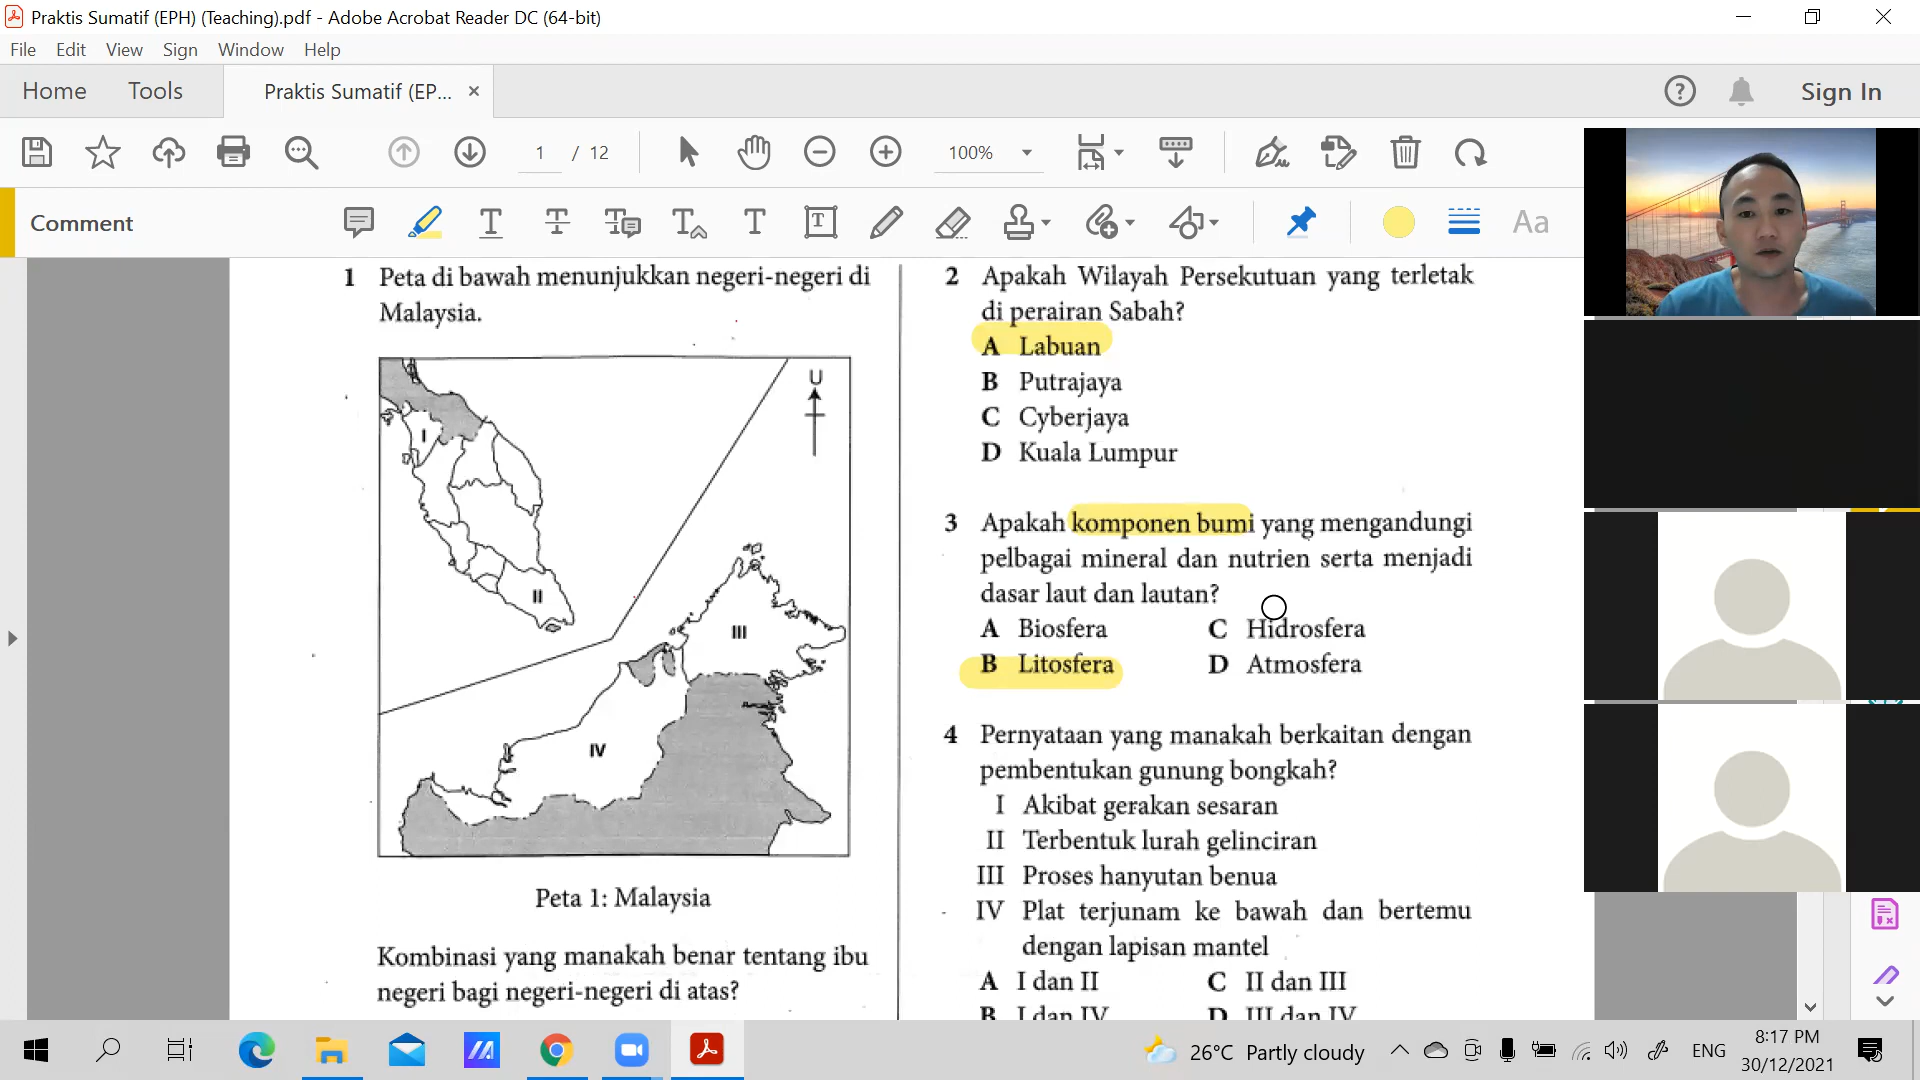 Praktis Sumatif (EPH) (Teaching).pdf - Adobe Acrobat Reader DC (64-bit)
File Edit View Sign Window Help
Home Tools Praktis Sumatif (EP... × Sign In
1 / 12 100%
Comment Aa
1 Peta di bawah menunjukkan negeri-negeri di
Malaysia.
U
I
II
III
IV
Peta 1: Malaysia
Kombinasi yang manakah benar tentang ibu
negeri bagi negeri-negeri di atas?
2 Apakah Wilayah Persekutuan yang terletak
di perairan Sabah?
A Labuan
B Putrajaya
C Cyberjaya
D Kuala Lumpur
3 Apakah komponen bumi yang mengandungi
pelbagai mineral dan nutrien serta menjadi
dasar laut dan lautan?
A Biosfera C Hidrosfera
B Litosfera D Atmosfera
4 Pernyataan yang manakah berkaitan dengan
pembentukan gunung bongkah?
I Akibat gerakan sesaran
II Terbentuk lurah gelinciran
III Proses hanyutan benua
IV Plat terjunam ke bawah dan bertemu
dengan lapisan mantel
A I dan II C II dan III
B I dan IV D III dan IV
26°C Partly cloudy ENG 8:17 PM
30/12/2021